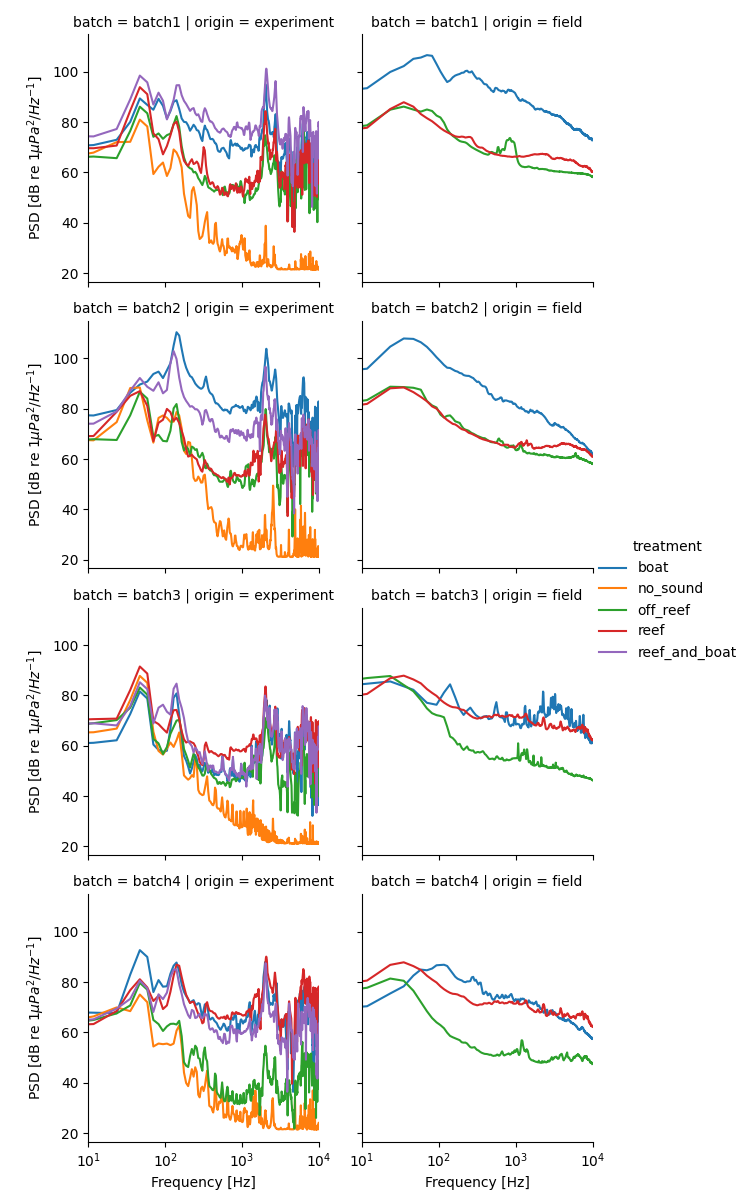 batch = batch1 | origin = experiment
batch = batch1 | origin = field
PSD [dB re 1μPa²/Hz⁻¹]
100
80
60
40
20
batch = batch2 | origin = experiment
batch = batch2 | origin = field
PSD [dB re 1μPa²/Hz⁻¹]
100
80
60
40
20
treatment
boat
no_sound
off_reef
reef
reef_and_boat
batch = batch3 | origin = experiment
batch = batch3 | origin = field
PSD [dB re 1μPa²/Hz⁻¹]
100
80
60
40
20
batch = batch4 | origin = experiment
batch = batch4 | origin = field
PSD [dB re 1μPa²/Hz⁻¹]
100
80
60
40
20
10¹ 10² 10³ 10⁴
10¹ 10² 10³ 10⁴
Frequency [Hz]
Frequency [Hz]